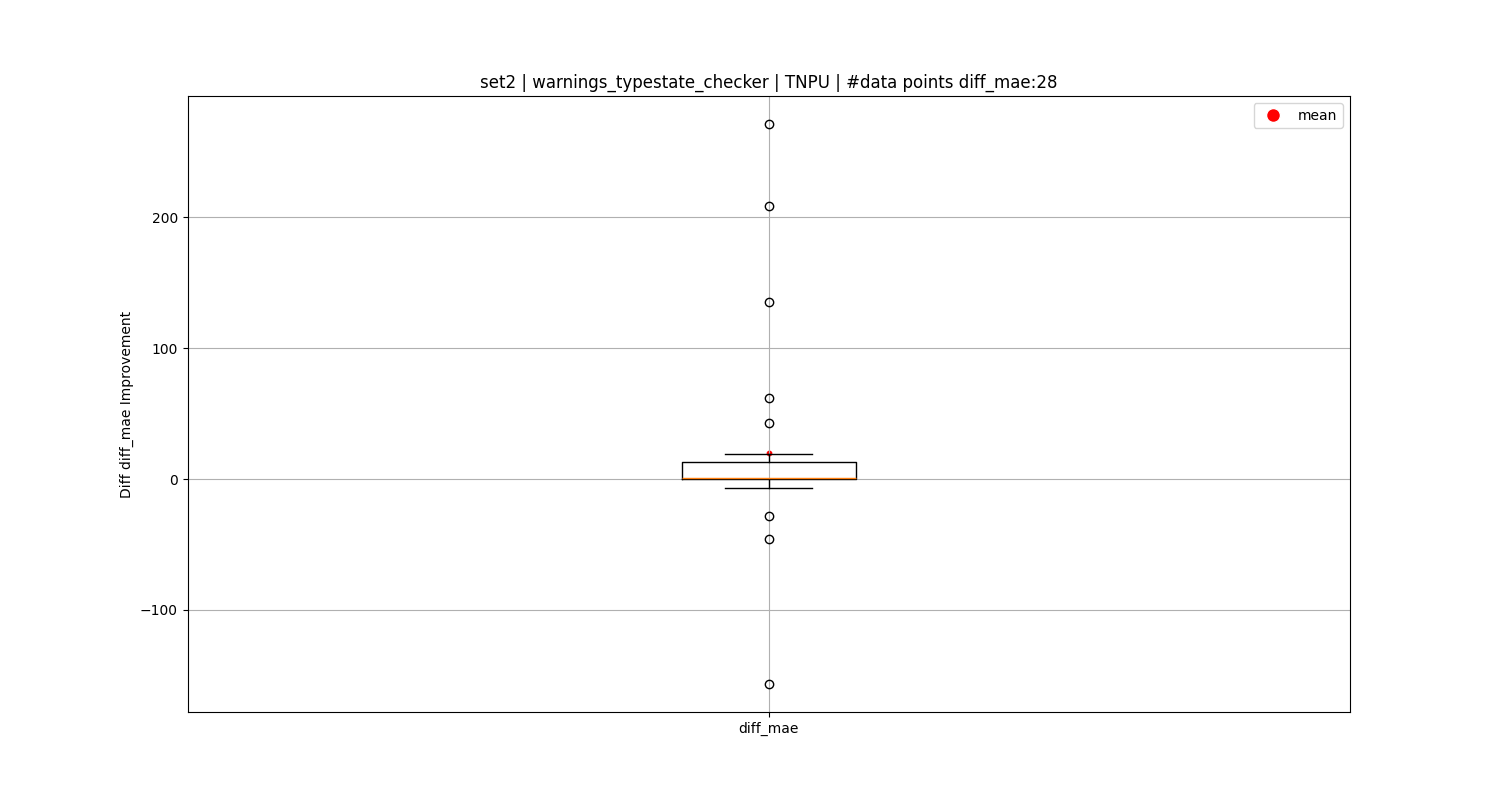 set2 | warnings_typestate_checker | TNPU | #data points diff_mae:28
mean
Diff diff_mae Improvement
200
100
0
−100
diff_mae